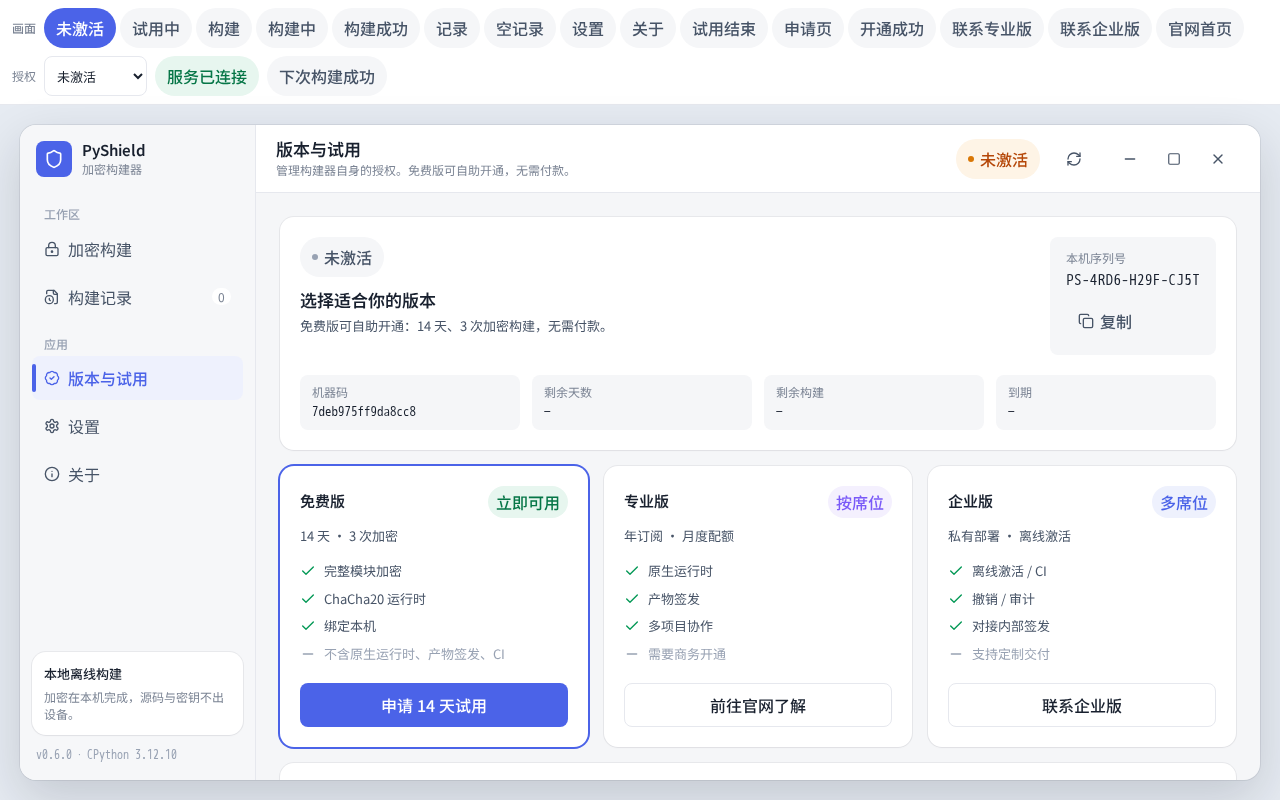 画面 未激活 试用中 构建 构建中 构建成功 记录 空记录 设置 关于 试用结束 申请页 开通成功 联系专业版 联系企业版 官网首页
授权 未激活 服务已连接 下次构建成功
PyShield
加密构建器
工作区
加密构建
构建记录 0
应用
版本与试用
设置
关于
本地离线构建
加密在本机完成，源码与密钥不出
设备。
v0.6.0 · CPython 3.12.10
版本与试用
管理构建器自身的授权。免费版可自助开通，无需付款。
未激活
未激活
选择适合你的版本
免费版可自助开通：14 天、3 次加密构建，无需付款。
本机序列号
PS-4RD6-H29F-CJ5T
复制
机器码
7deb975ff9da8cc8
剩余天数
—
剩余构建
—
到期
—
免费版 立即可用
14 天 · 3 次加密
完整模块加密
ChaCha20 运行时
绑定本机
不含原生运行时、产物签发、CI
申请 14 天试用
专业版 按席位
年订阅 · 月度配额
原生运行时
产物签发
多项目协作
需要商务开通
前往官网了解
企业版 多席位
私有部署 · 离线激活
离线激活 / CI
撤销 / 审计
对接内部签发
支持定制交付
联系企业版